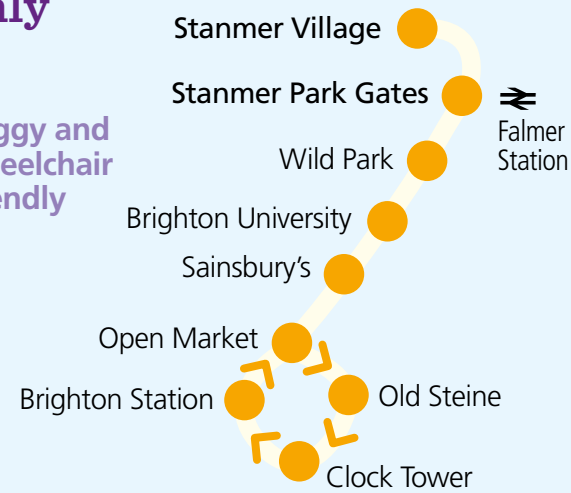 Stanmer Village
Stanmer Park Gates
Falmer
Station
Wild Park
Brighton University
Sainsbury's
Open Market
Brighton Station
Old Steine
Clock Tower
endly